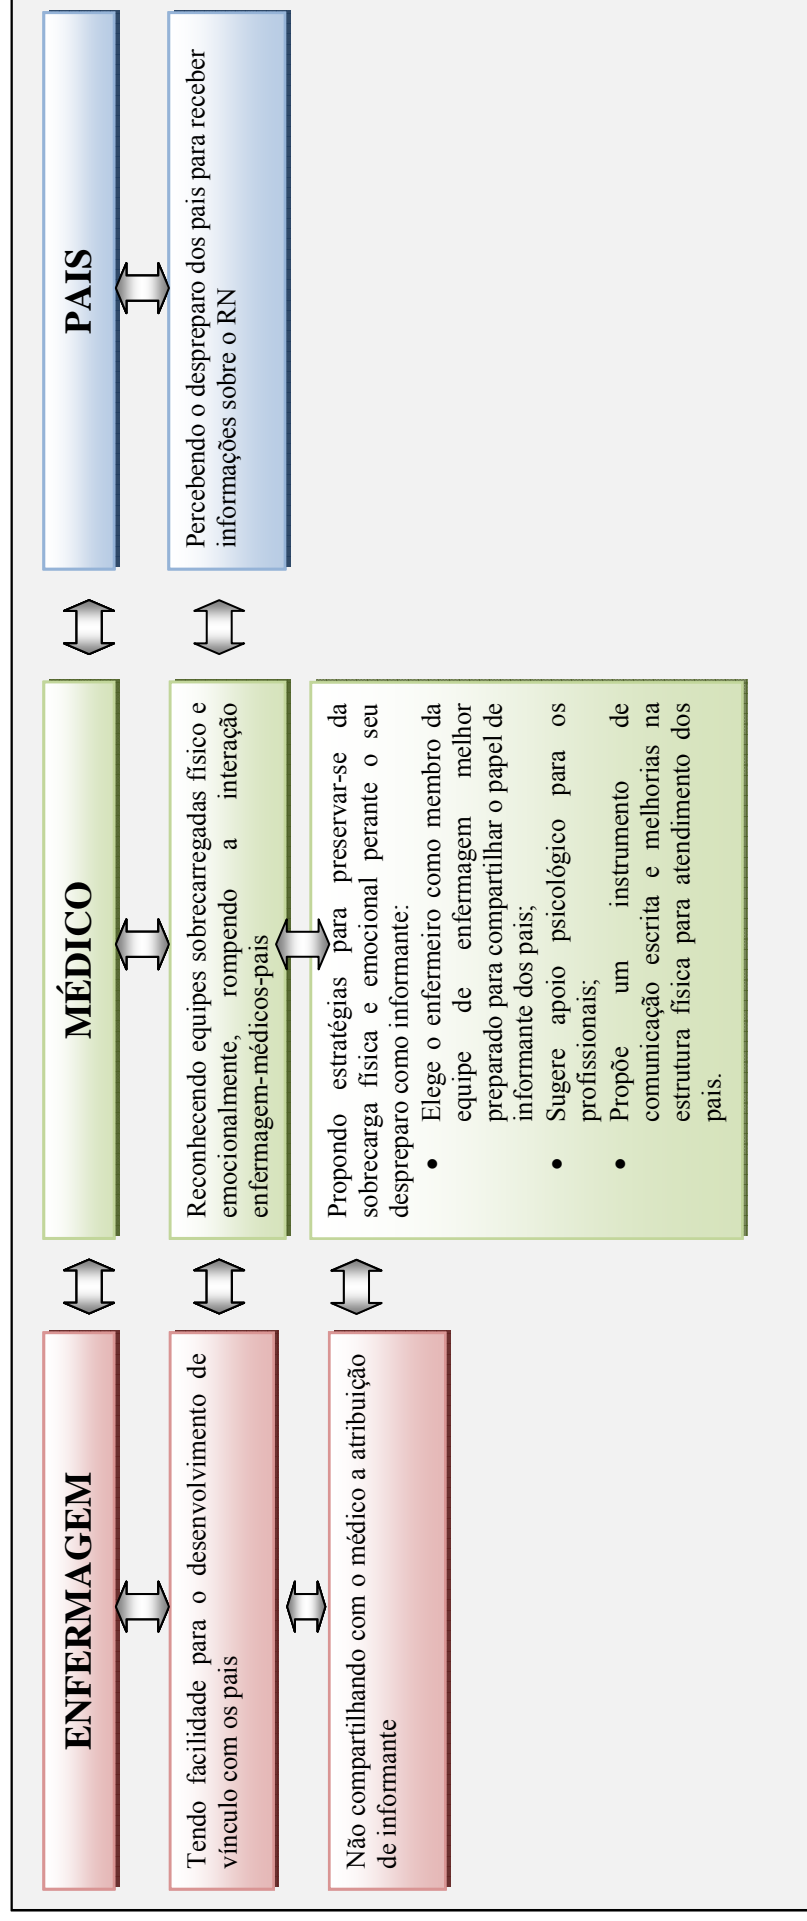 ENFERMAGEM
MÉDICO
PAIS
Tendo facilidade para o desenvolvimento de
vínculo com os pais
Reconhecendo equipes sobrecarregadas físico e
emocionalmente, rompendo a interação
enfermagem-médicos-pais
Percebendo o despreparo dos pais para receber
informações sobre o RN
Não compartilhando com o médico a atribuição
de informante
Propondo estratégias para preservar-se da
sobrecarga física e emocional perante o seu
despreparo como informante:
• Elege o enfermeiro como membro da
equipe de enfermagem melhor
preparado para compartilhar o papel de
informante dos pais;
• Sugere apoio psicológico para os
profissionais;
• Propõe um instrumento de
comunicação escrita e melhorias na
estrutura física para atendimento dos
pais.